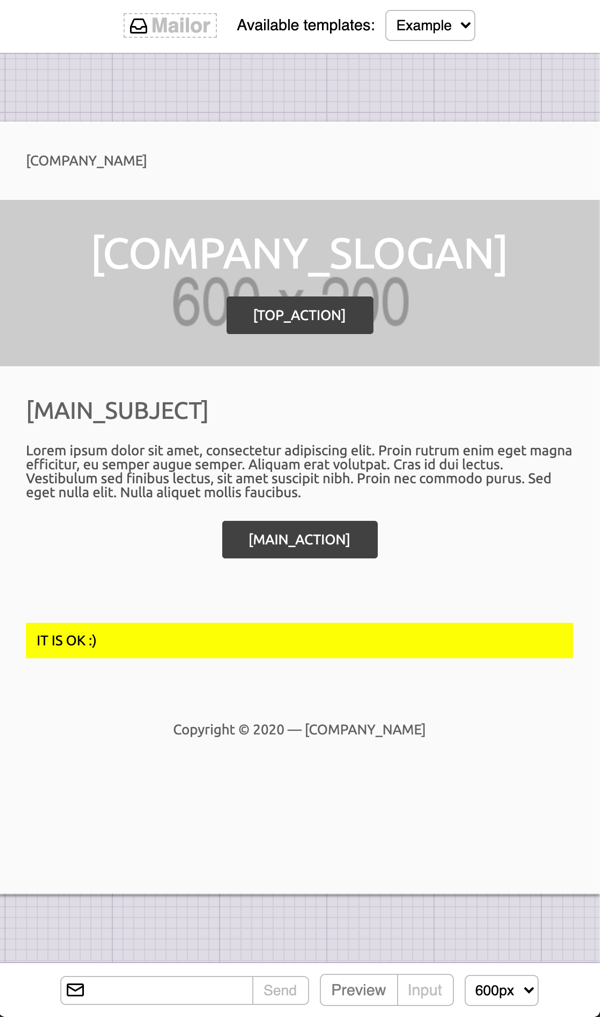 Mailor Available templates: Example
[COMPANY_NAME]
[COMPANY_SLOGAN]
600 x 200
[TOP_ACTION]
[MAIN_SUBJECT]
Lorem ipsum dolor sit amet, consectetur adipiscing elit. Proin rutrum enim eget magna
efficitur, eu semper augue semper. Aliquam erat volutpat. Cras id dui lectus.
Vestibulum sed finibus lectus, sit amet suscipit nibh. Proin nec commodo purus. Sed
eget nulla elit. Nulla aliquet mollis faucibus.
[MAIN_ACTION]
IT IS OK :)
Copyright © 2020 — [COMPANY_NAME]
Send Preview Input 600px